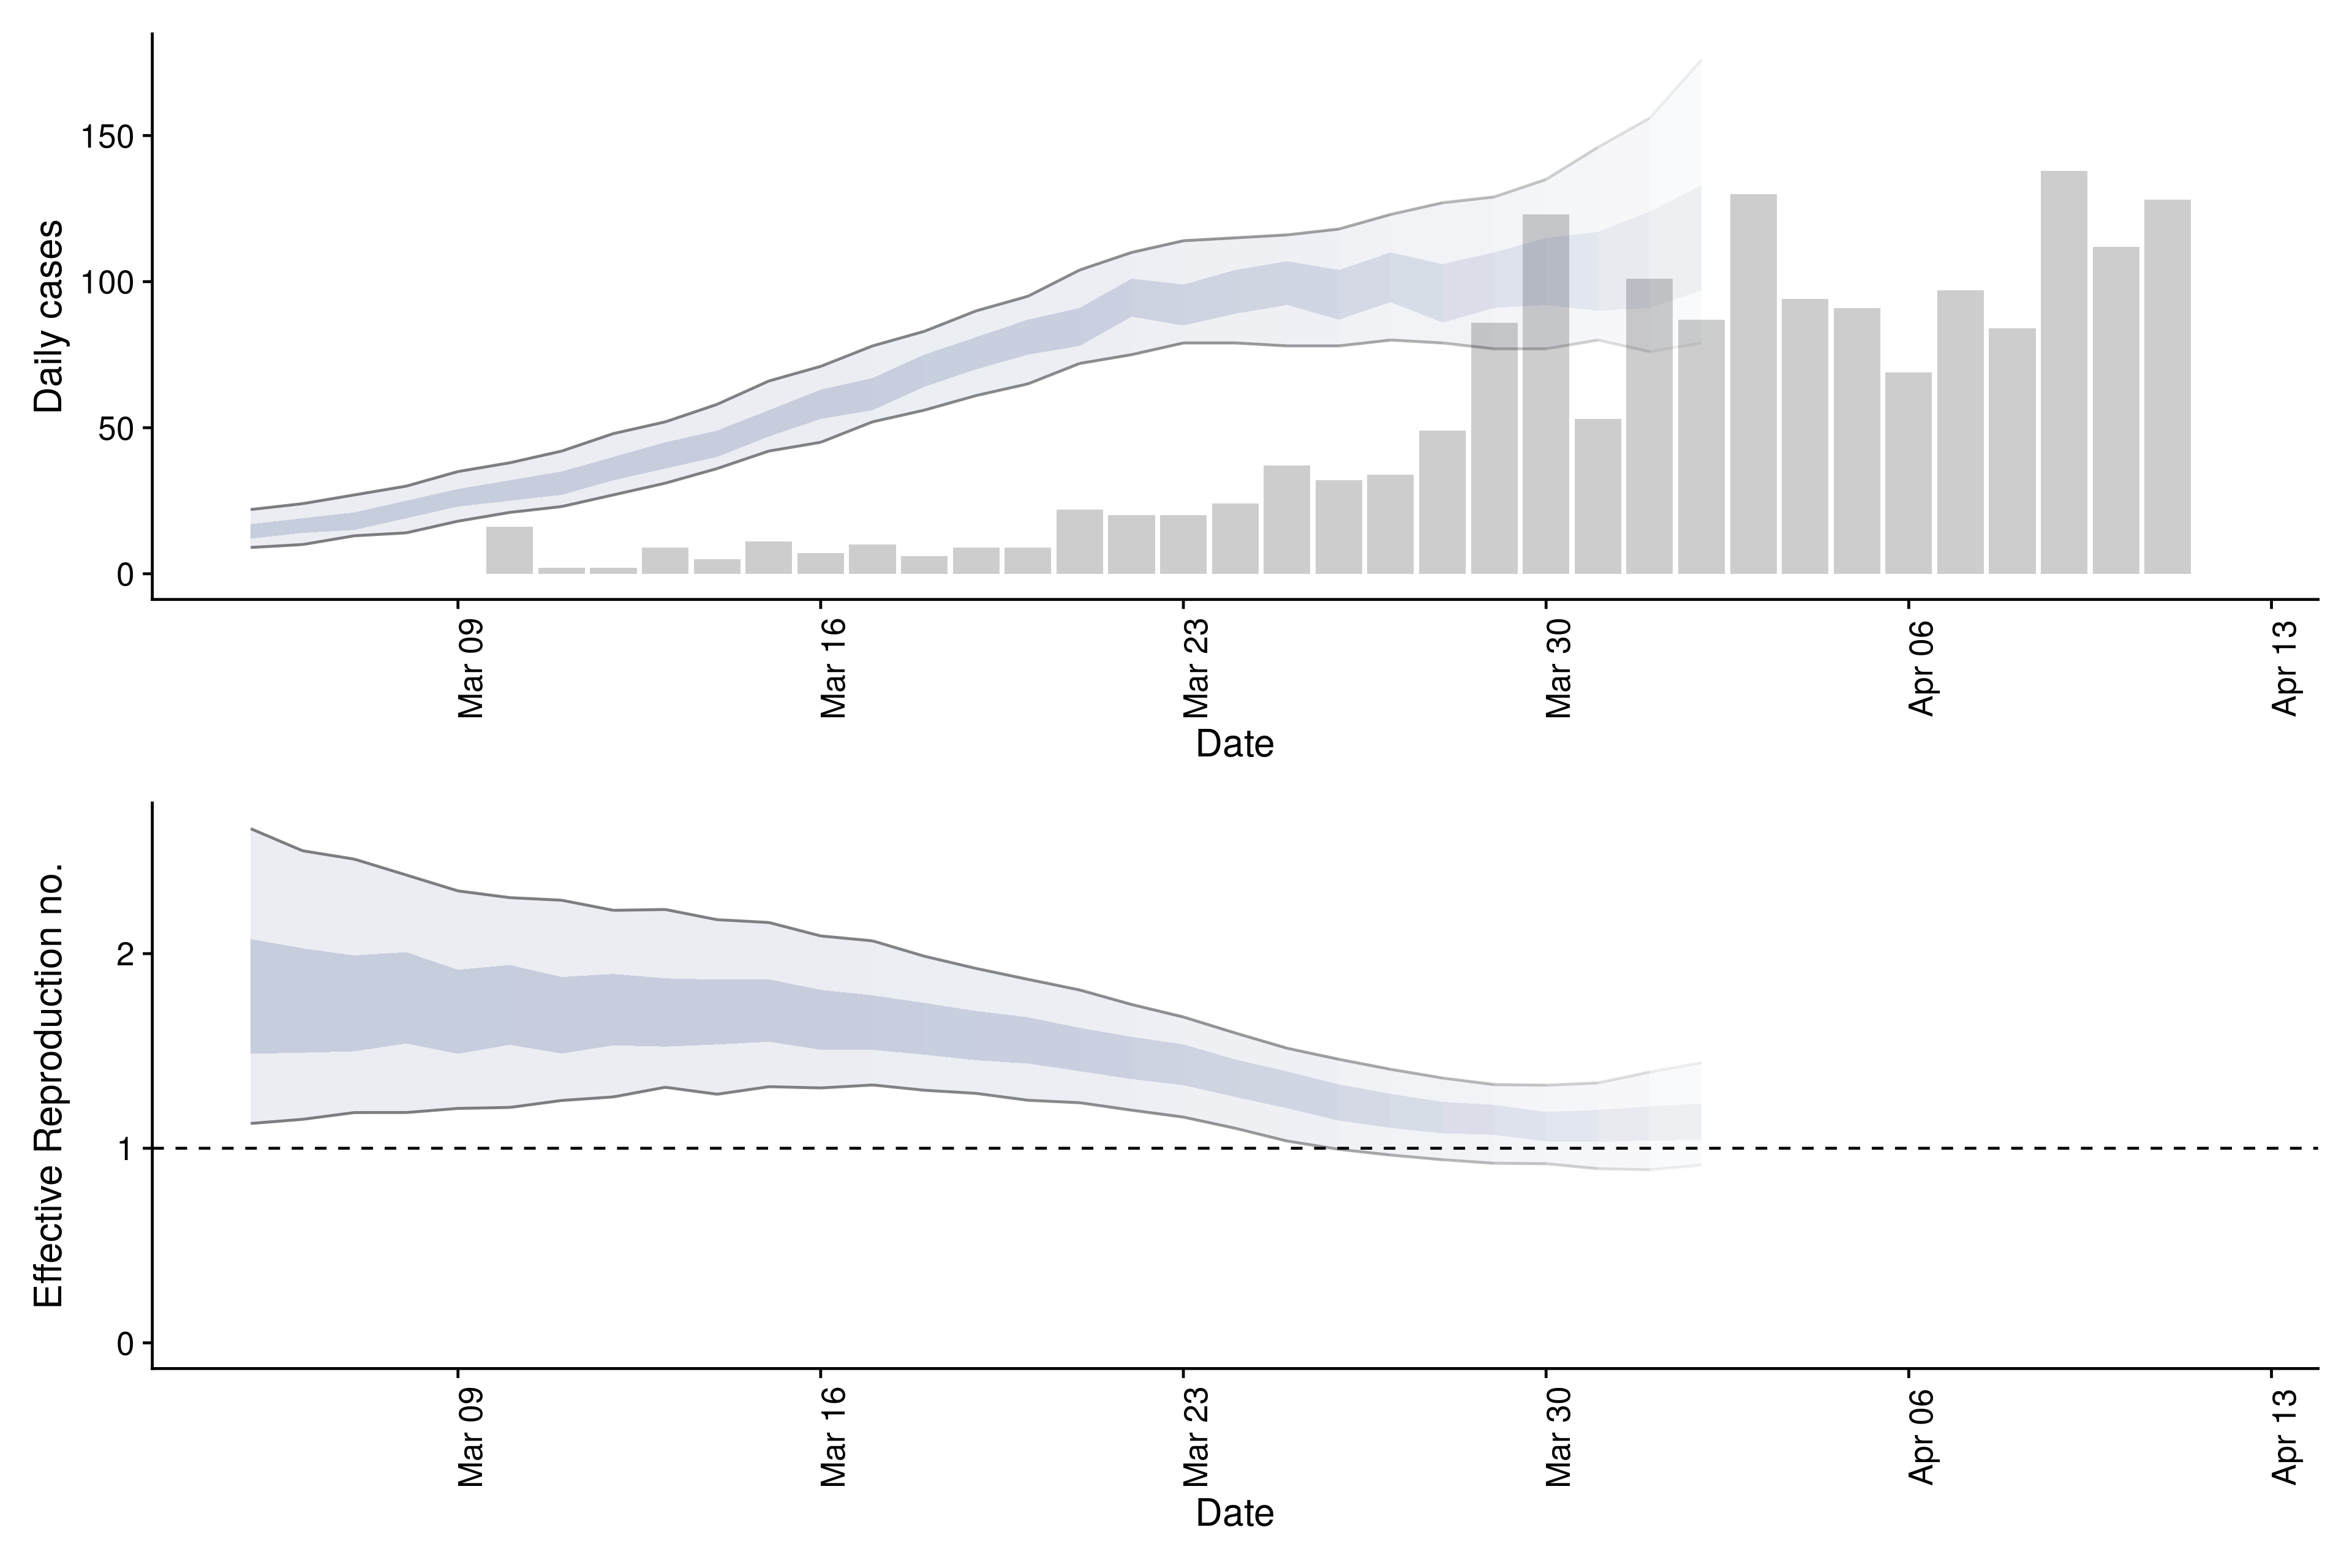 Daily cases
150
100
50
0
Mar 09
Mar 16
Mar 23
Mar 30
Apr 06
Apr 13
Date
Effective Reproduction no.
2
1
0
Mar 09
Mar 16
Mar 23
Mar 30
Apr 06
Apr 13
Date